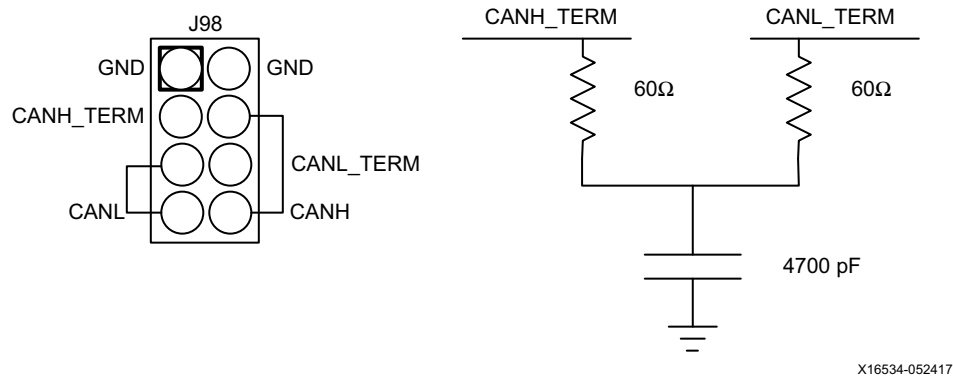 J98
GND
GND
CANH_TERM
CANL_TERM
CANL
CANH
CANH_TERM
CANL_TERM
60Ω
60Ω
4700 pF
X16534-052417